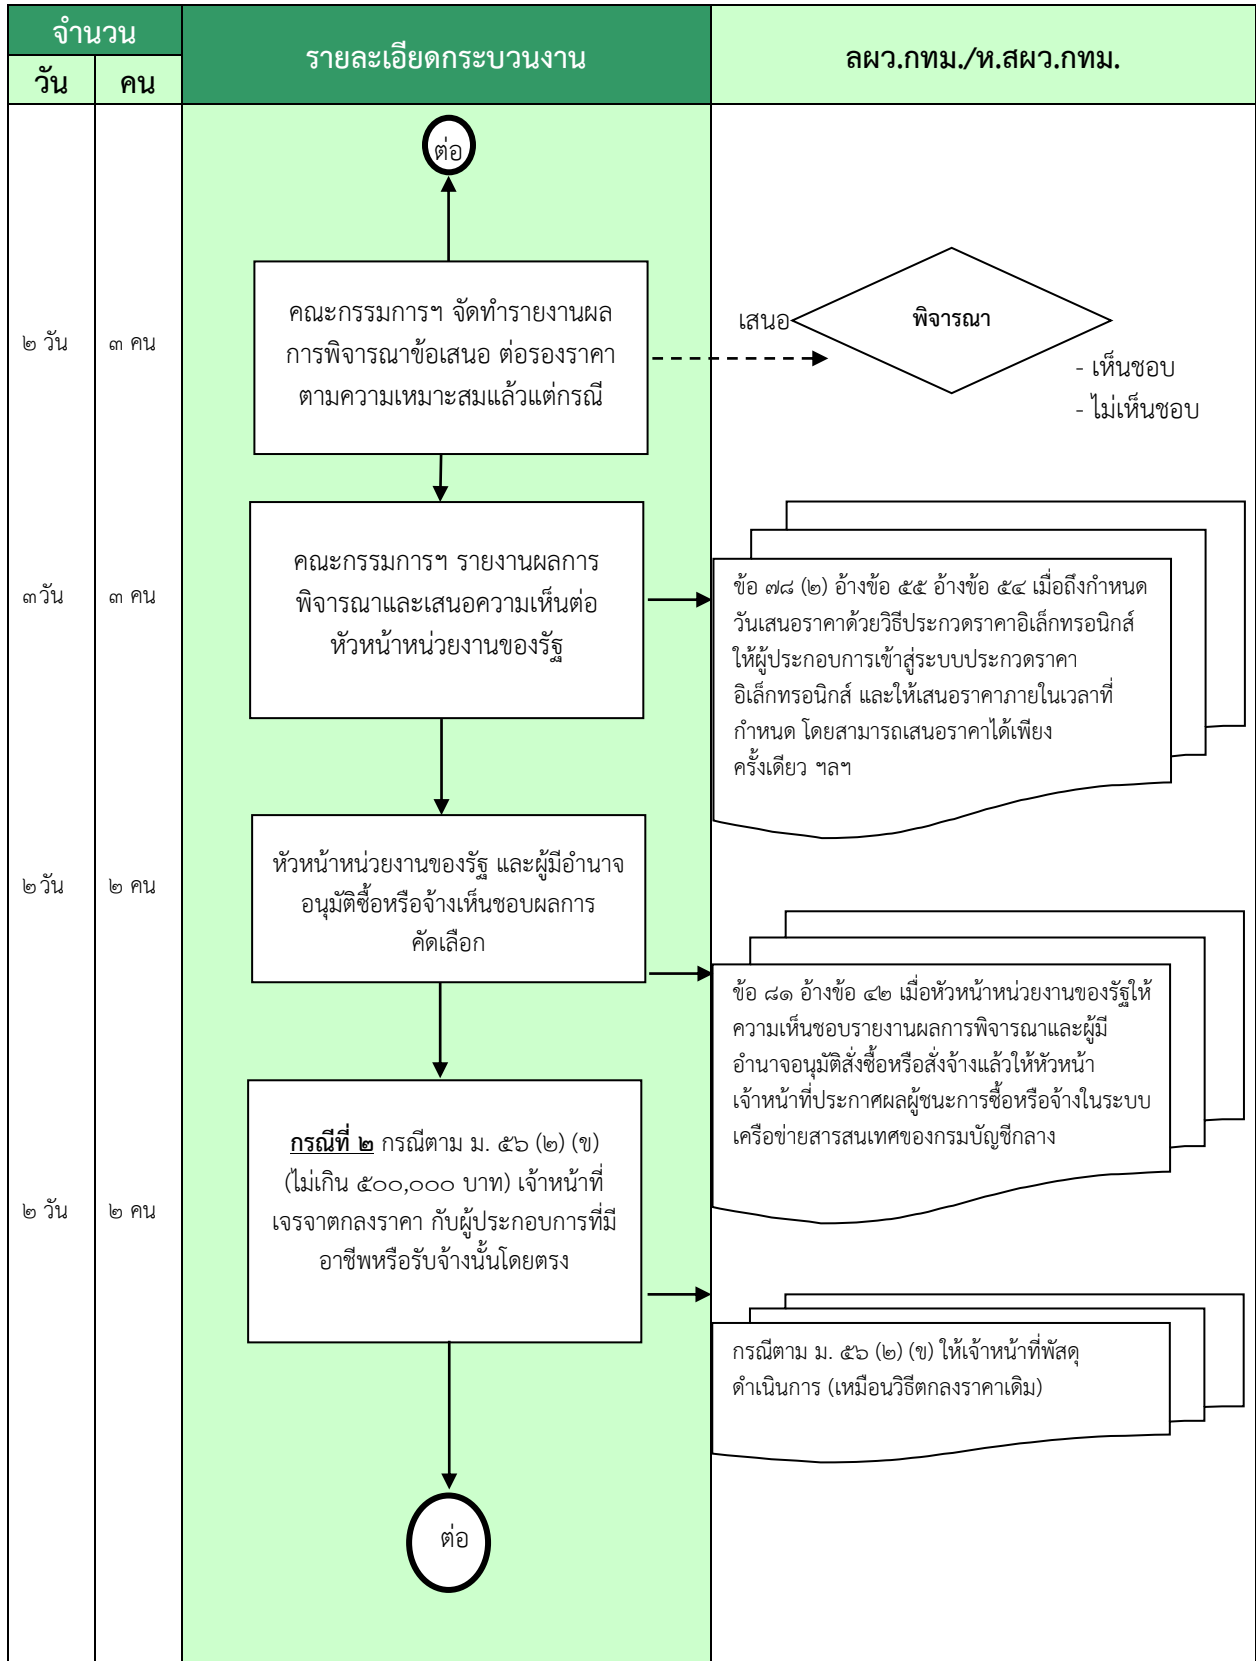 จำนวน
วัน
คน
รายละเอียดกระบวนงาน
ลผว.กทม./ห.สผว.กทม.
ต่อ
๒ วัน
๓ คน
คณะกรรมการฯ จัดทำรายงานผล
การพิจารณาข้อเสนอ ต่อรองราคา
ตามความเหมาะสมแล้วแต่กรณี
เสนอ
พิจารณา
- เห็นชอบ
- ไม่เห็นชอบ
๓วัน
๓ คน
คณะกรรมการฯ รายงานผลการ
พิจารณาและเสนอความเห็นต่อ
หัวหน้าหน่วยงานของรัฐ
ข้อ ๗๘ (๒) อ้างข้อ ๕๕ อ้างข้อ ๕๔ เมื่อถึงกำหนด
วันเสนอราคาด้วยวิธีประกวดราคาอิเล็กทรอนิกส์
ให้ผู้ประกอบการเข้าสู่ระบบประกวดราคา
อิเล็กทรอนิกส์ และให้เสนอราคาภายในเวลาที่
กำหนด โดยสามารถเสนอราคาได้เพียง
ครั้งเดียว ฯลฯ
๒วัน
๒ คน
หัวหน้าหน่วยงานของรัฐ และผู้มีอำนาจ
อนุมัติซื้อหรือจ้างเห็นชอบผลการ
คัดเลือก
ข้อ ๘๑ อ้างข้อ ๔๒ เมื่อหัวหน้าหน่วยงานของรัฐให้
ความเห็นชอบรายงานผลการพิจารณาและผู้มี
อำนาจอนุมัติสั่งซื้อหรือสั่งจ้างแล้วให้หัวหน้า
เจ้าหน้าที่ประกาศผลผู้ชนะการซื้อหรือจ้างในระบบ
เครือข่ายสารสนเทศของกรมบัญชีกลาง
๒ วัน
๒ คน
กรณีที่ ๒ กรณีตาม ม. ๕๖ (๒) (ข)
(ไม่เกิน ๕๐๐,๐๐๐ บาท) เจ้าหน้าที่
เจรจาตกลงราคา กับผู้ประกอบการที่มี
อาชีพหรือรับจ้างนั้นโดยตรง
กรณีตาม ม. ๕๖ (๒) (ข) ให้เจ้าหน้าที่พัสดุ
ดำเนินการ (เหมือนวิธีตกลงราคาเดิม)
ต่อ